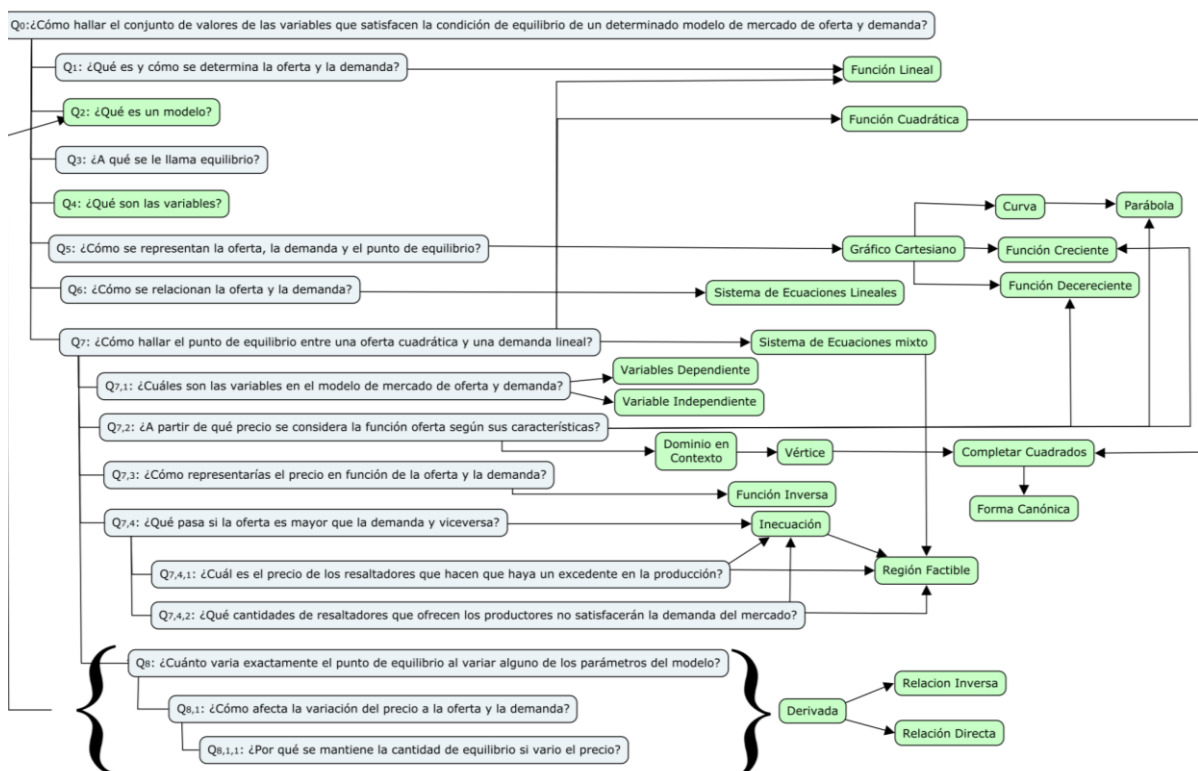 Q0:¿Cómo hallar el conjunto de valores de las variables que satisfacen la condición de equilibrio de un determinado modelo de mercado de oferta y demanda?
Q1: ¿Qué es y cómo se determina la oferta y la demanda?
Función Lineal
Q2: ¿Qué es un modelo?
Función Cuadrática
Q3: ¿A qué se le llama equilibrio?
Q4: ¿Qué son las variables?
Curva
Parábola
Q5: ¿Cómo se representan la oferta, la demanda y el punto de equilibrio?
Gráfico Cartesiano
Función Creciente
Q6: ¿Cómo se relacionan la oferta y la demanda?
Sistema de Ecuaciones Lineales
Función Decereciente
Q7: ¿Cómo hallar el punto de equilibrio entre una oferta cuadrática y una demanda lineal?
Sistema de Ecuaciones mixto
Q7,1: ¿Cuáles son las variables en el modelo de mercado de oferta y demanda?
Variables Dependiente
Variable Independiente
Q7,2: ¿A partir de qué precio se considera la función oferta según sus características?
Dominio en
Contexto
Vértice
Completar Cuadrados
Q7,3: ¿Cómo representarías el precio en función de la oferta y la demanda?
Función Inversa
Forma Canónica
Q7,4: ¿Qué pasa si la oferta es mayor que la demanda y viceversa?
Inecuación
Q7,4,1: ¿Cuál es el precio de los resaltadores que hacen que haya un excedente en la producción?
Región Factible
Q7,4,2: ¿Qué cantidades de resaltadores que ofrecen los productores no satisfacerán la demanda del mercado?
Q8: ¿Cuánto varia exactamente el punto de equilibrio al variar alguno de los parámetros del modelo?
Relacion Inversa
Q8,1: ¿Cómo afecta la variación del precio a la oferta y la demanda?
Derivada
Relación Directa
Q8,1,1: ¿Por qué se mantiene la cantidad de equilibrio si vario el precio?